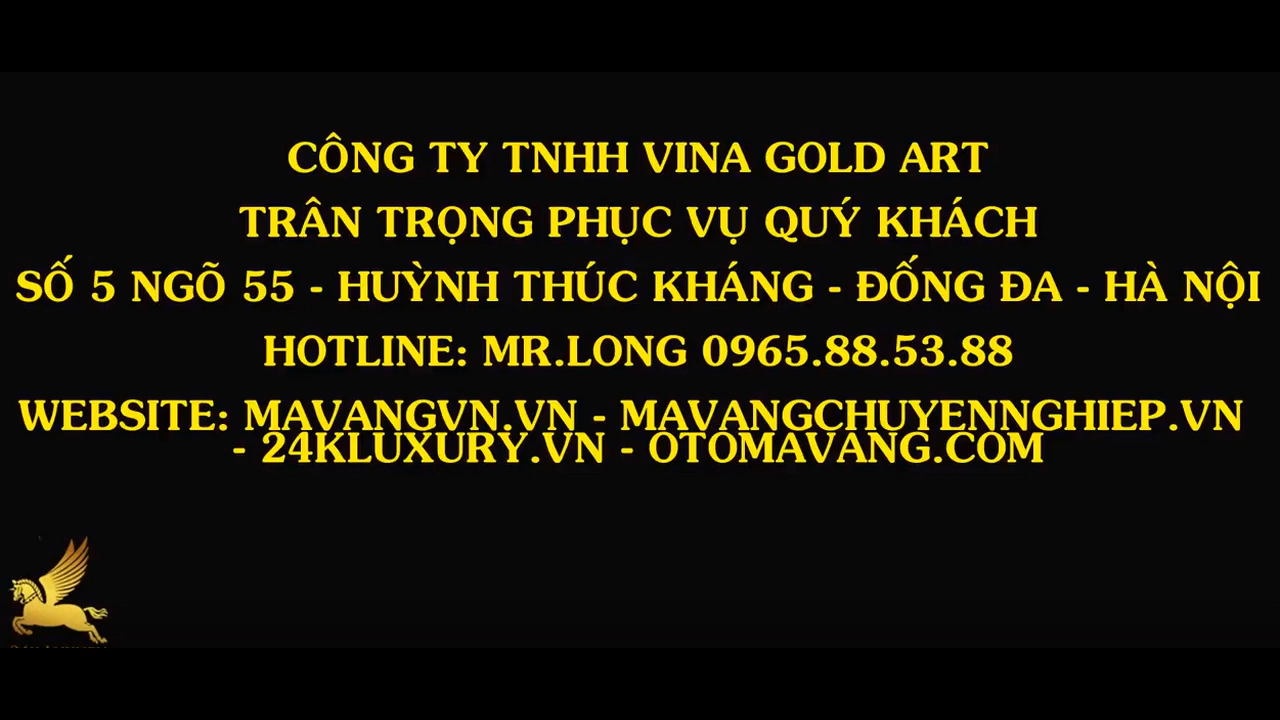 CÔNG TY TNHH VINA GOLD ART
TRÂN TRỌNG PHỤC VỤ QUÝ KHÁCH
SỐ 5 NGÕ 55 - HUỲNH THÚC KHÁNG - ĐỐNG ĐA - HÀ NỘI
HOTLINE: MR.LONG 0965.88.53.88
WEBSITE: MAVANGVN.VN - MAVANGCHUYENNGHIEP.VN
- 24KLUXURY.VN - OTOMAVANG.COM